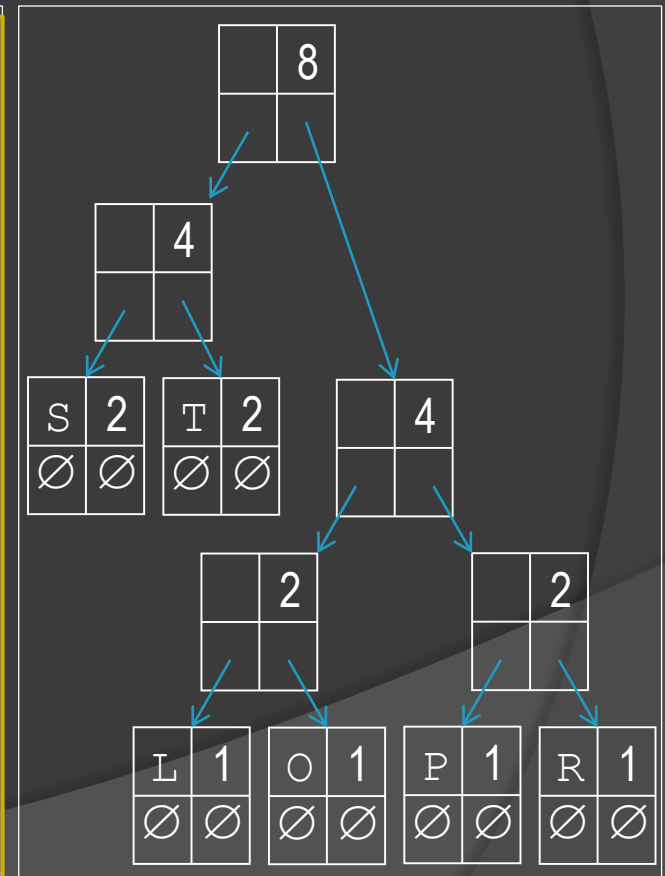 8
4
S 2 T 2
∅ ∅ ∅ ∅
4
2 2
L 1 O 1 P 1 R 1
∅ ∅ ∅ ∅ ∅ ∅ ∅ ∅